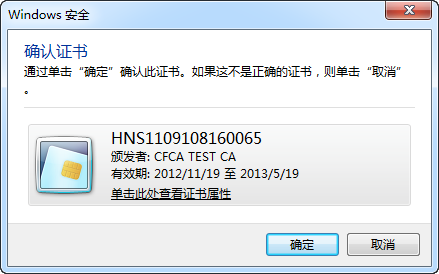 Windows 安全
确认证书
通过单击“确定”确认此证书。如果这不是正确的证书，则单击“取消”
。
HNS1109108160065
颁发者: CFCA TEST CA
有效期: 2012/11/19 至 2013/5/19
单击此处查看证书属性
确定
取消